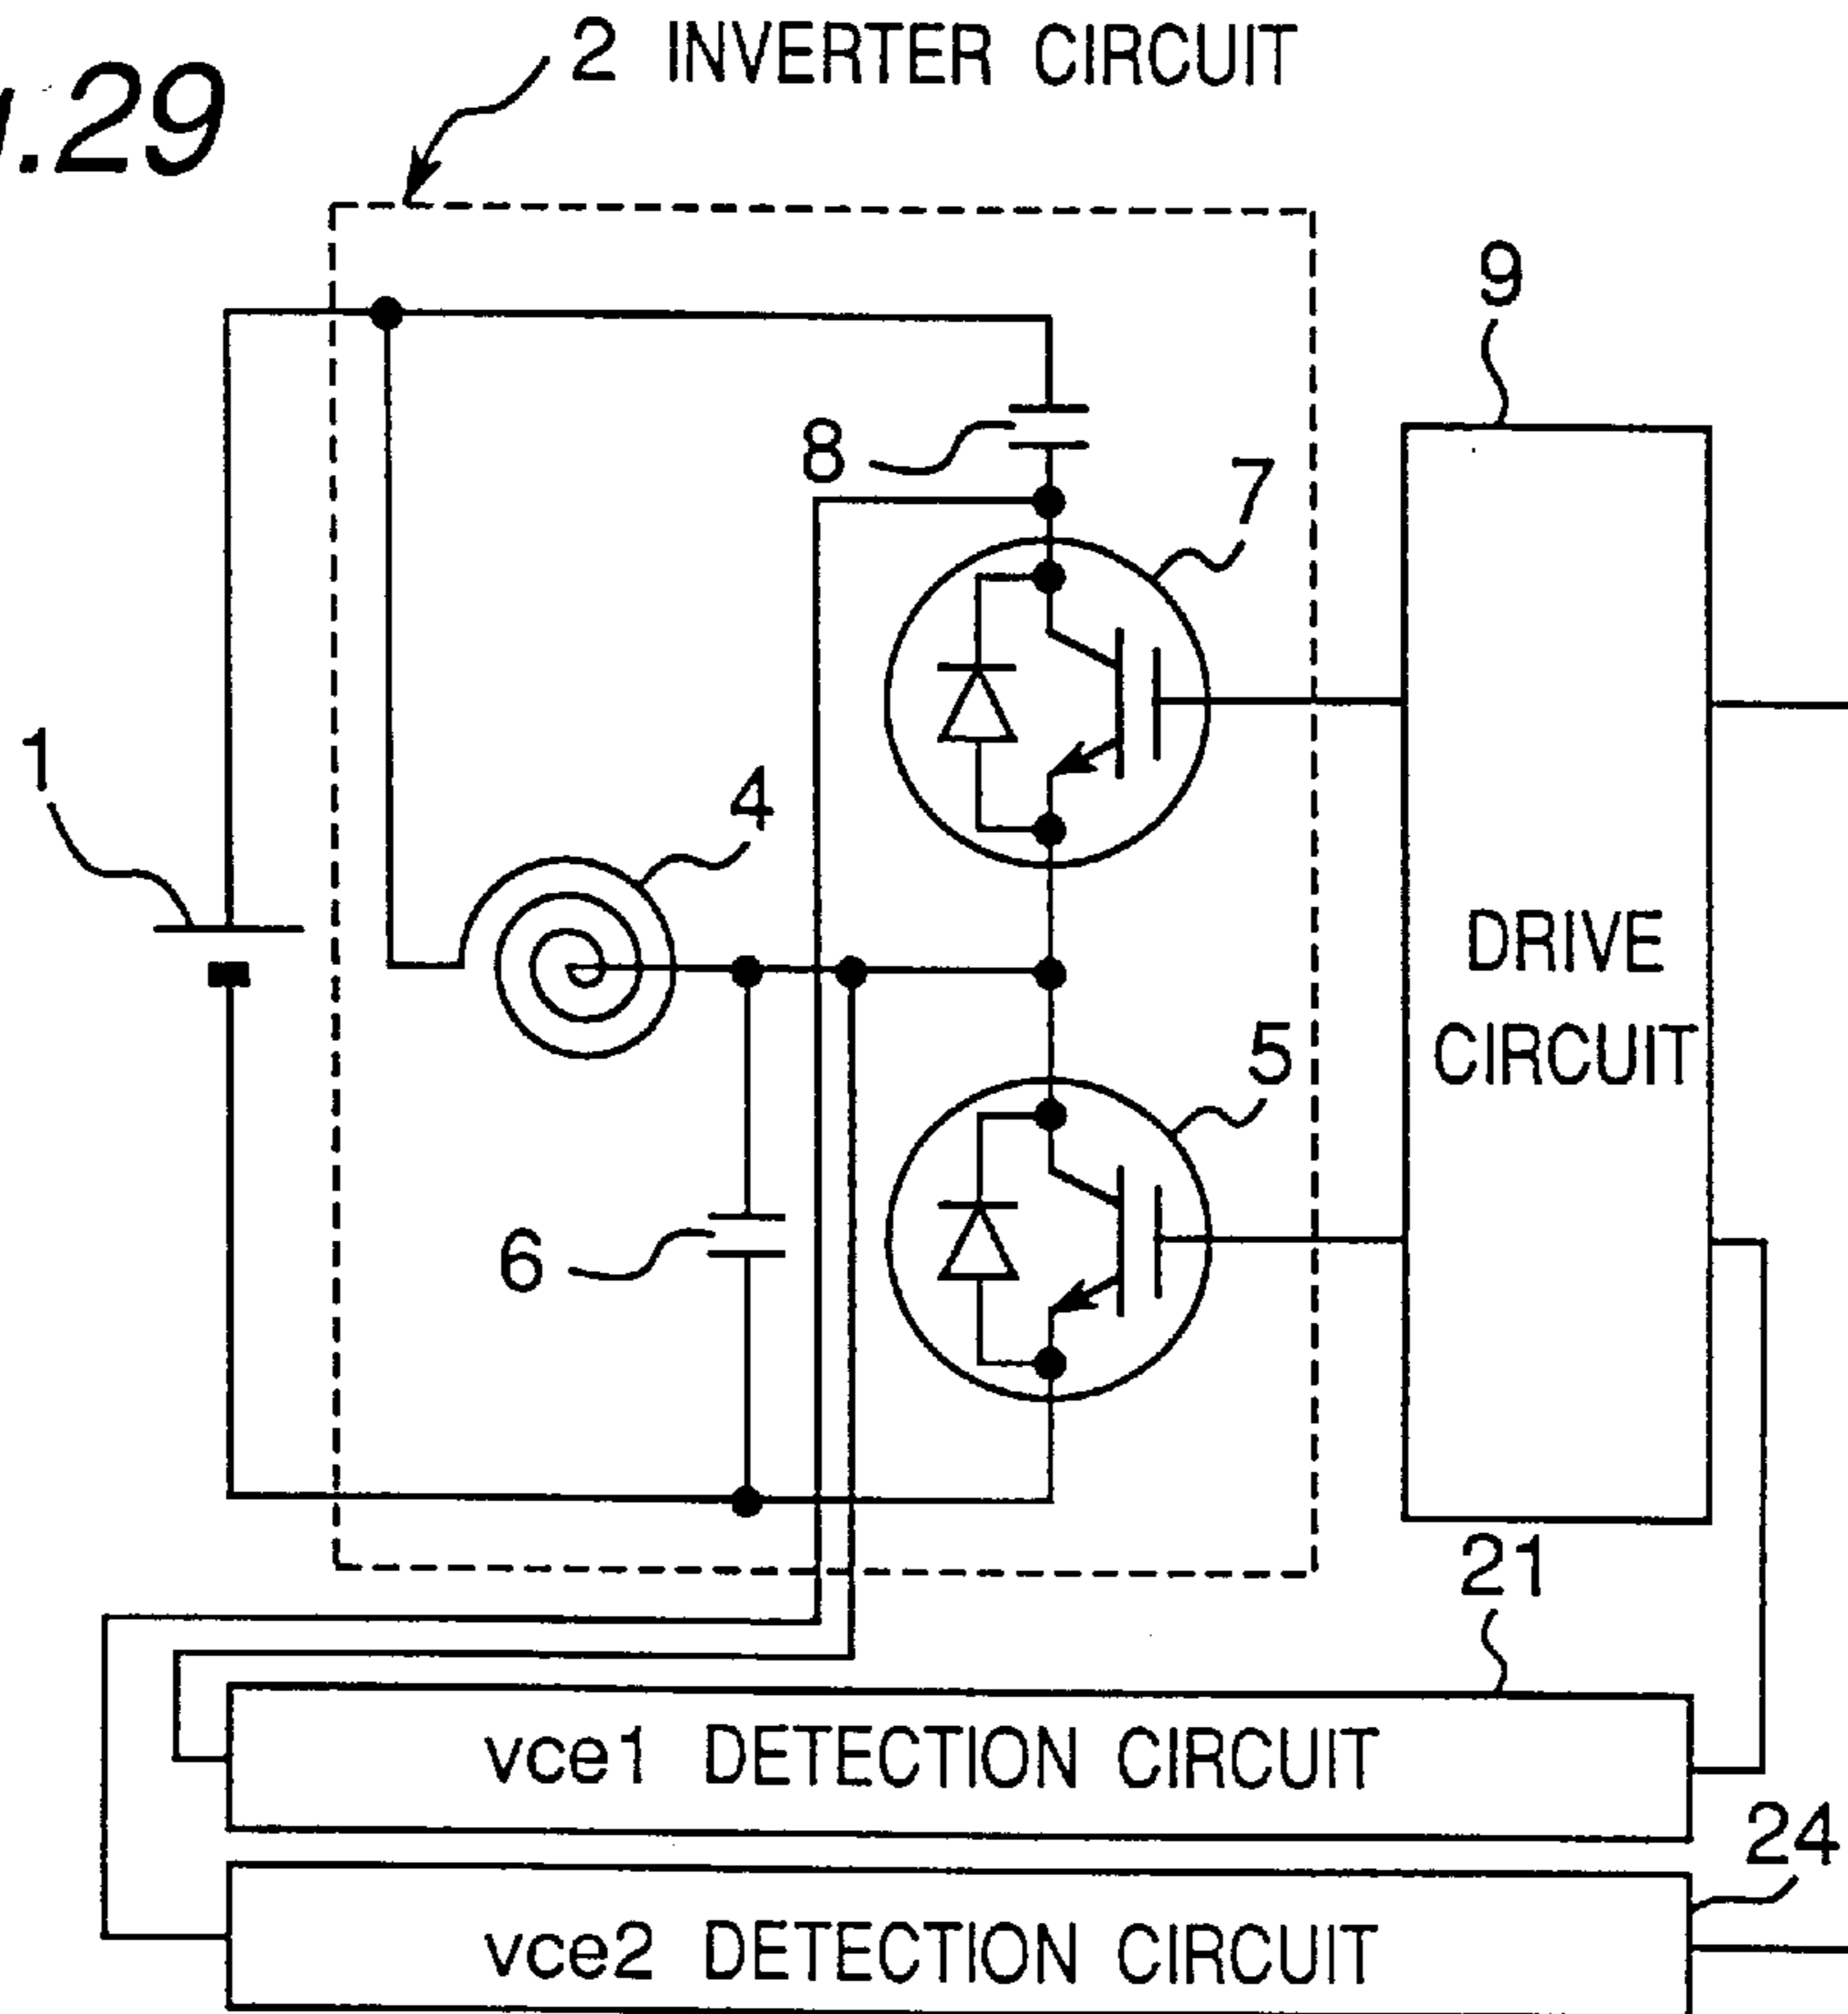 .29
2 INVERTER CIRCUIT
9
8
7
1
4
DRIVE
CIRCUIT
5
6
21
vce1 DETECTION CIRCUIT
24
vce2 DETECTION CIRCUIT